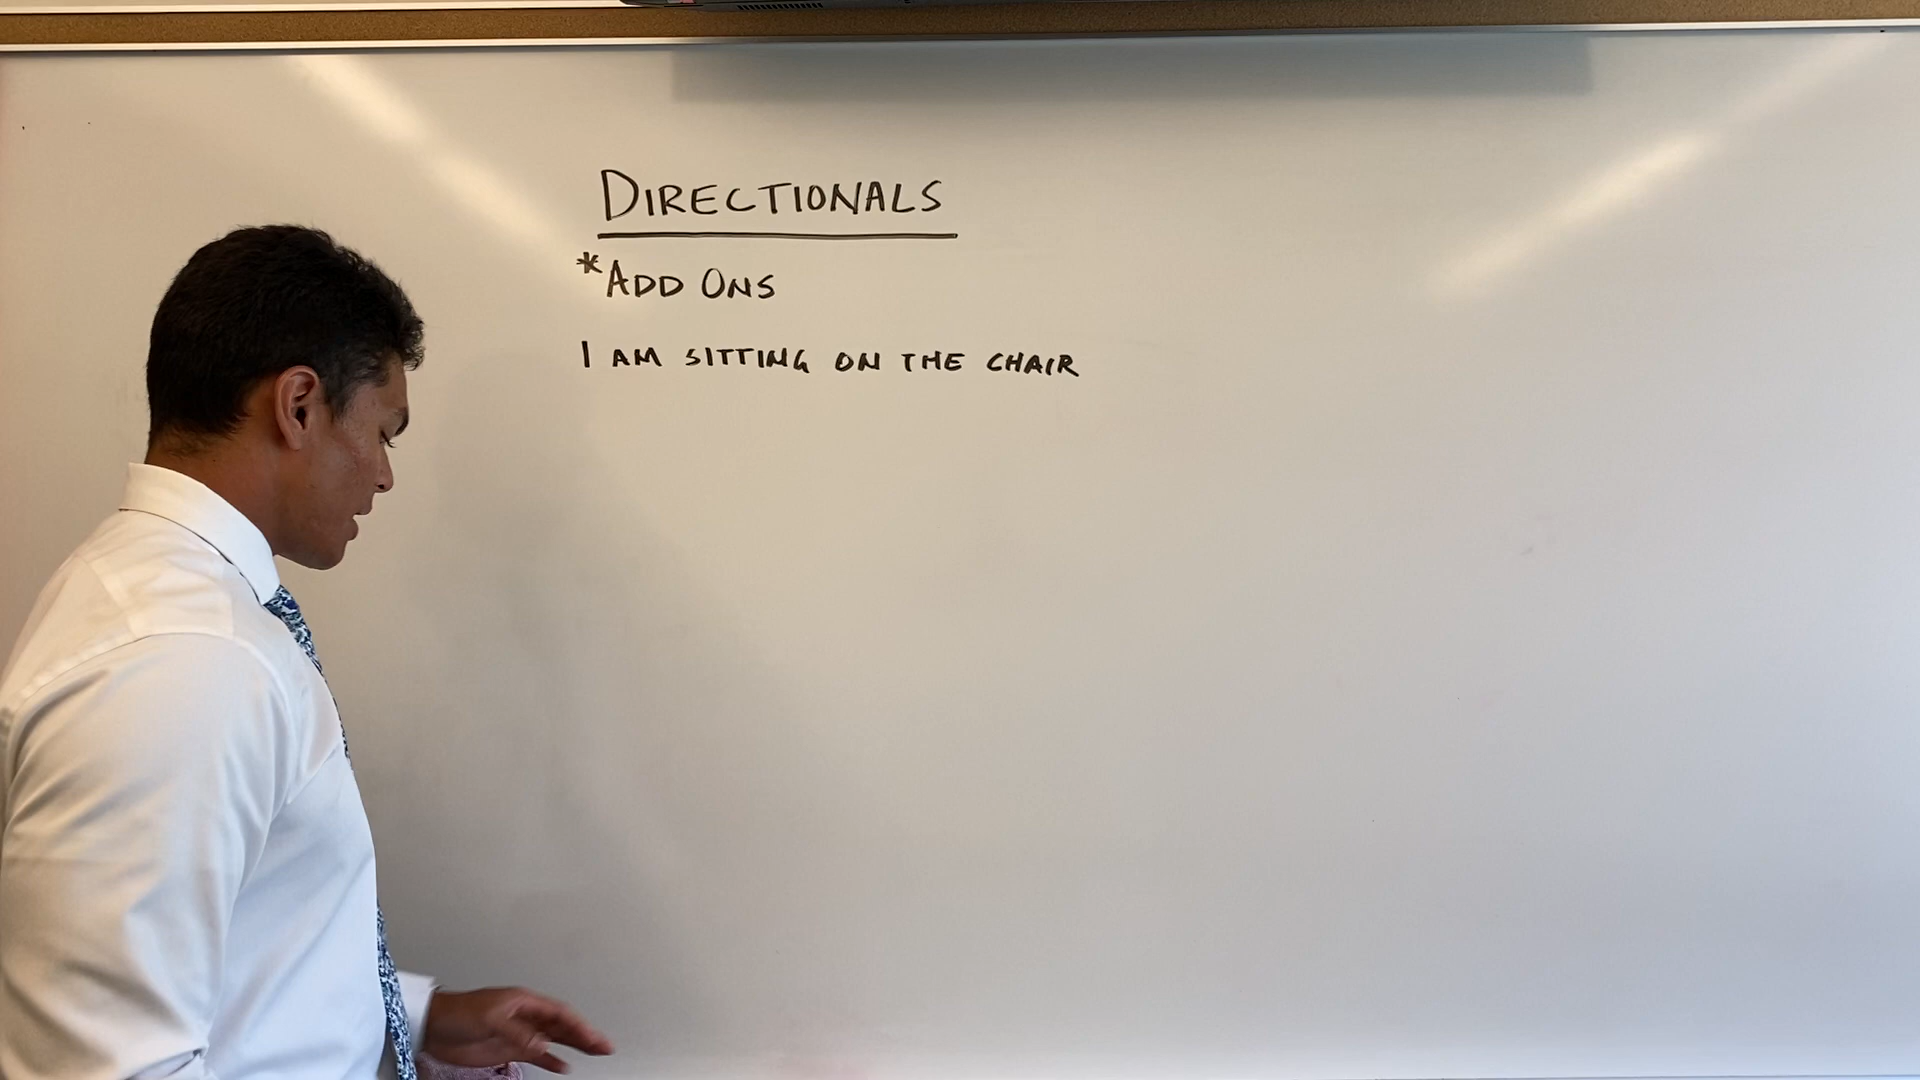 DIRECTIONALS
*ADD ONS
I AM SITTING ON THE CHAIR